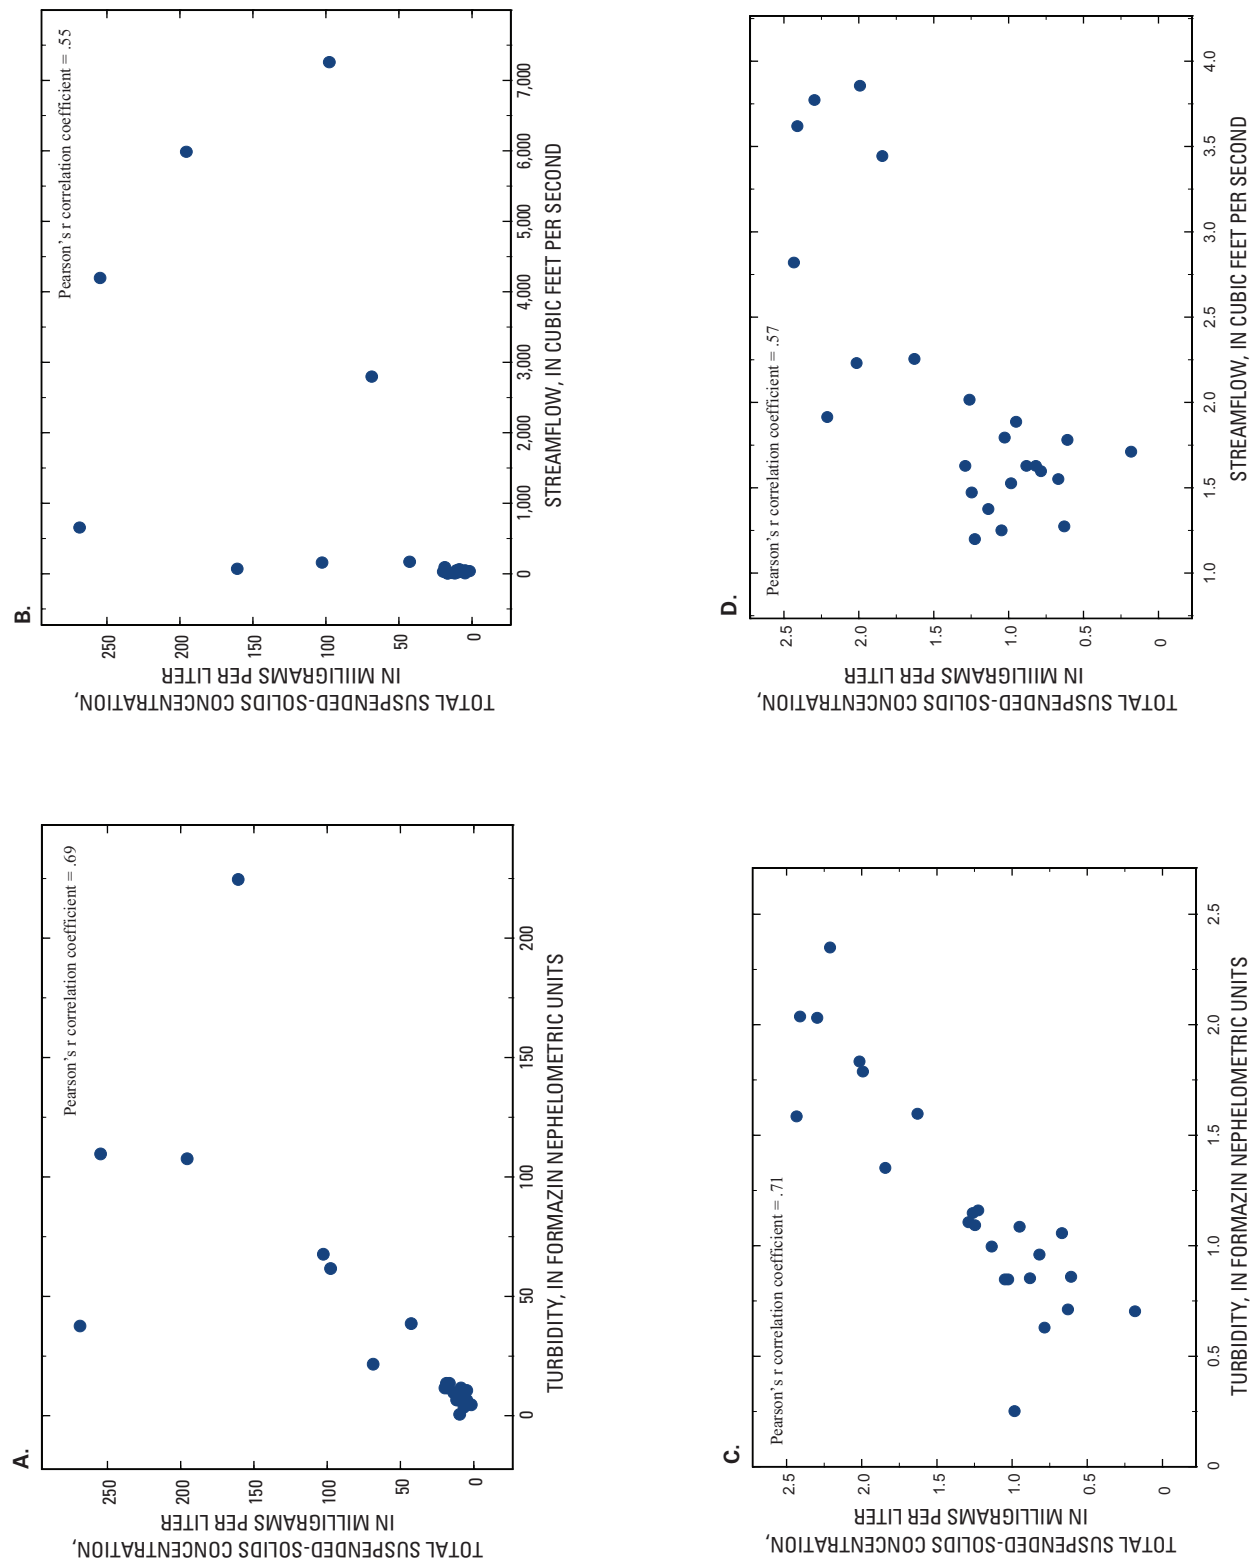 A.
Pearson's r correlation coefficient = .69
TOTAL SUSPENDED-SOLIDS CONCENTRATION,
IN MILLIGRAMS PER LITER
250
200
150
100
50
0
0
50
100
150
200
TURBIDITY, IN FORMAZIN NEPHELOMETRIC UNITS
B.
Pearson's r correlation coefficient = .55
TOTAL SUSPENDED-SOLIDS CONCENTRATION,
IN MIILIGRAMS PER LITER
250
200
150
100
50
0
0
1,000
2,000
3,000
4,000
5,000
6,000
7,000
STREAMFLOW, IN CUBIC FEET PER SECOND
C.
Pearson's r correlation coefficient = .71
TOTAL SUSPENDED-SOLIDS CONCENTRATION,
IN MILLIGRAMS PER LITER
2.5
2.0
1.5
1.0
0.5
0
0
0.5
1.0
1.5
2.0
2.5
TURBIDITY, IN FORMAZIN NEPHELOMETRIC UNITS
D.
Pearson's r correlation coefficient = .57
TOTAL SUSPENDED-SOLIDS CONCENTRATION,
IN MIILIGRAMS PER LITER
2.5
2.0
1.5
1.0
0.5
0
1.0
1.5
2.0
2.5
3.0
3.5
4.0
STREAMFLOW, IN CUBIC FEET PER SECOND